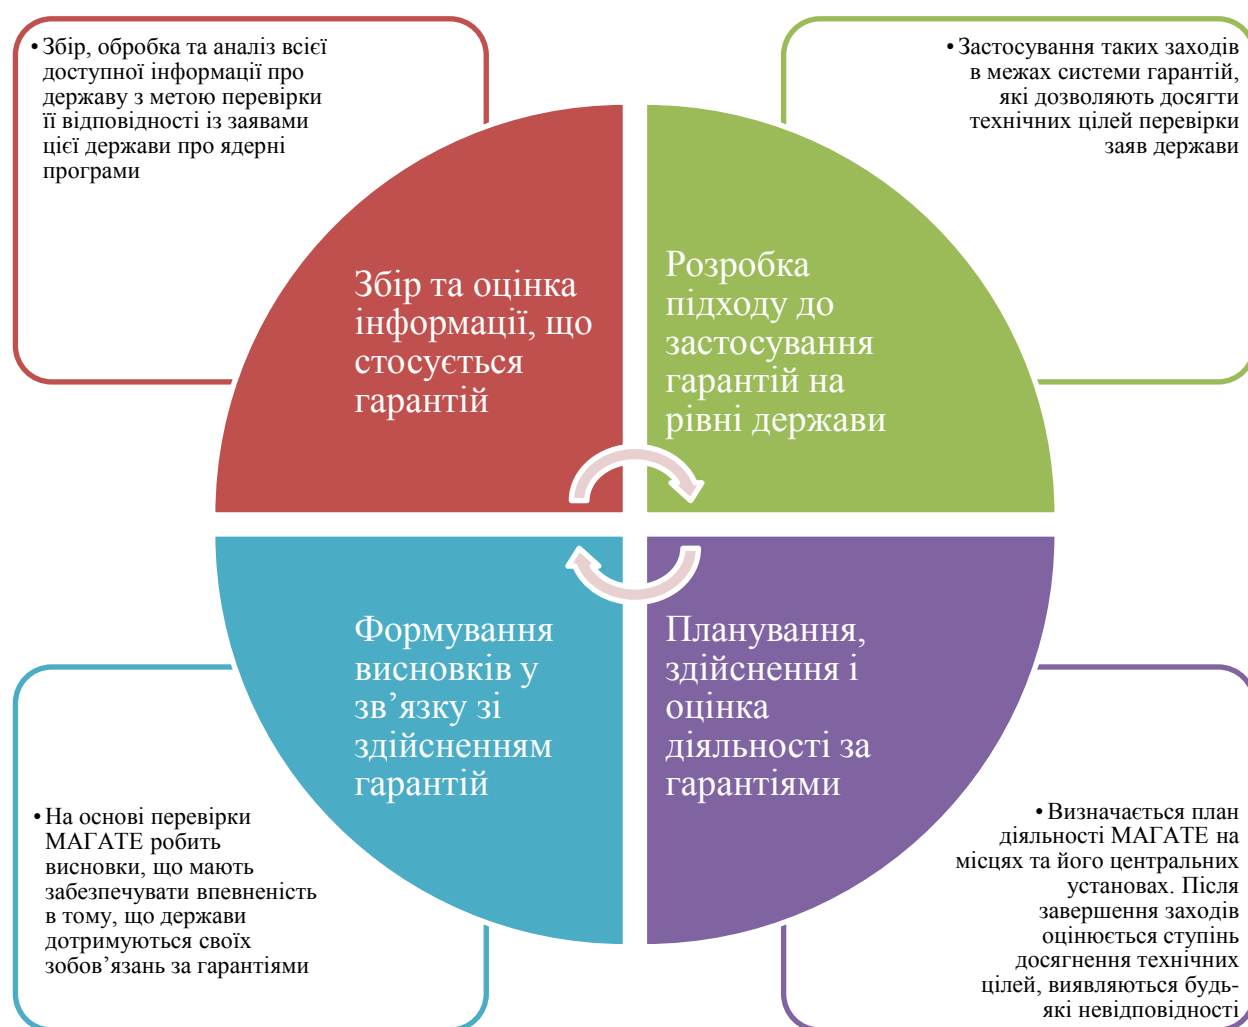 • Збір, обробка та аналіз всієї
доступної інформації про
державу з метою перевірки
її відповідності із заявами
цієї держави про ядерні
програми
• Застосування таких заходів
в межах системи гарантій,
які дозволяють досягти
технічних цілей перевірки
заяв держави
Збір та оцінка
інформації, що
стосується
гарантій
Розробка
підходу до
застосування
гарантій на
рівні держави
Формування
висновків у
зв’язку зі
здійсненням
гарантій
Планування,
здійснення і
оцінка
діяльності за
гарантіями
• На основі перевірки
МАГАТЕ робить
висновки, що мають
забезпечувати впевненість
в тому, що держави
дотримуються своїх
зобов’язань за гарантіями
• Визначається план
діяльності МАГАТЕ на
місцях та його центральних
установах. Після
завершення заходів
оцінюється ступінь
досягнення технічних
цілей, виявляються будь-
які невідповідності